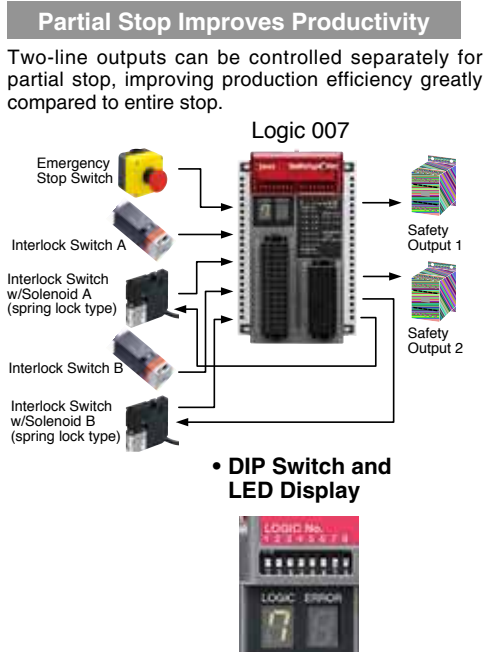 Partial Stop Improves Productivity
Two-line outputs can be controlled separately for
partial stop, improving production efficiency greatly
compared to entire stop.
Logic 007
Emergency
Stop Switch
Interlock Switch A
Interlock Switch
w/Solenoid A
(spring lock type)
Interlock Switch B
Interlock Switch
w/Solenoid B
(spring lock type)
Safety
Output 1
Safety
Output 2
• DIP Switch and
LED Display
LOGIC No.
1 2 3 4 5 6 7 8
LOGIC ERROR
7